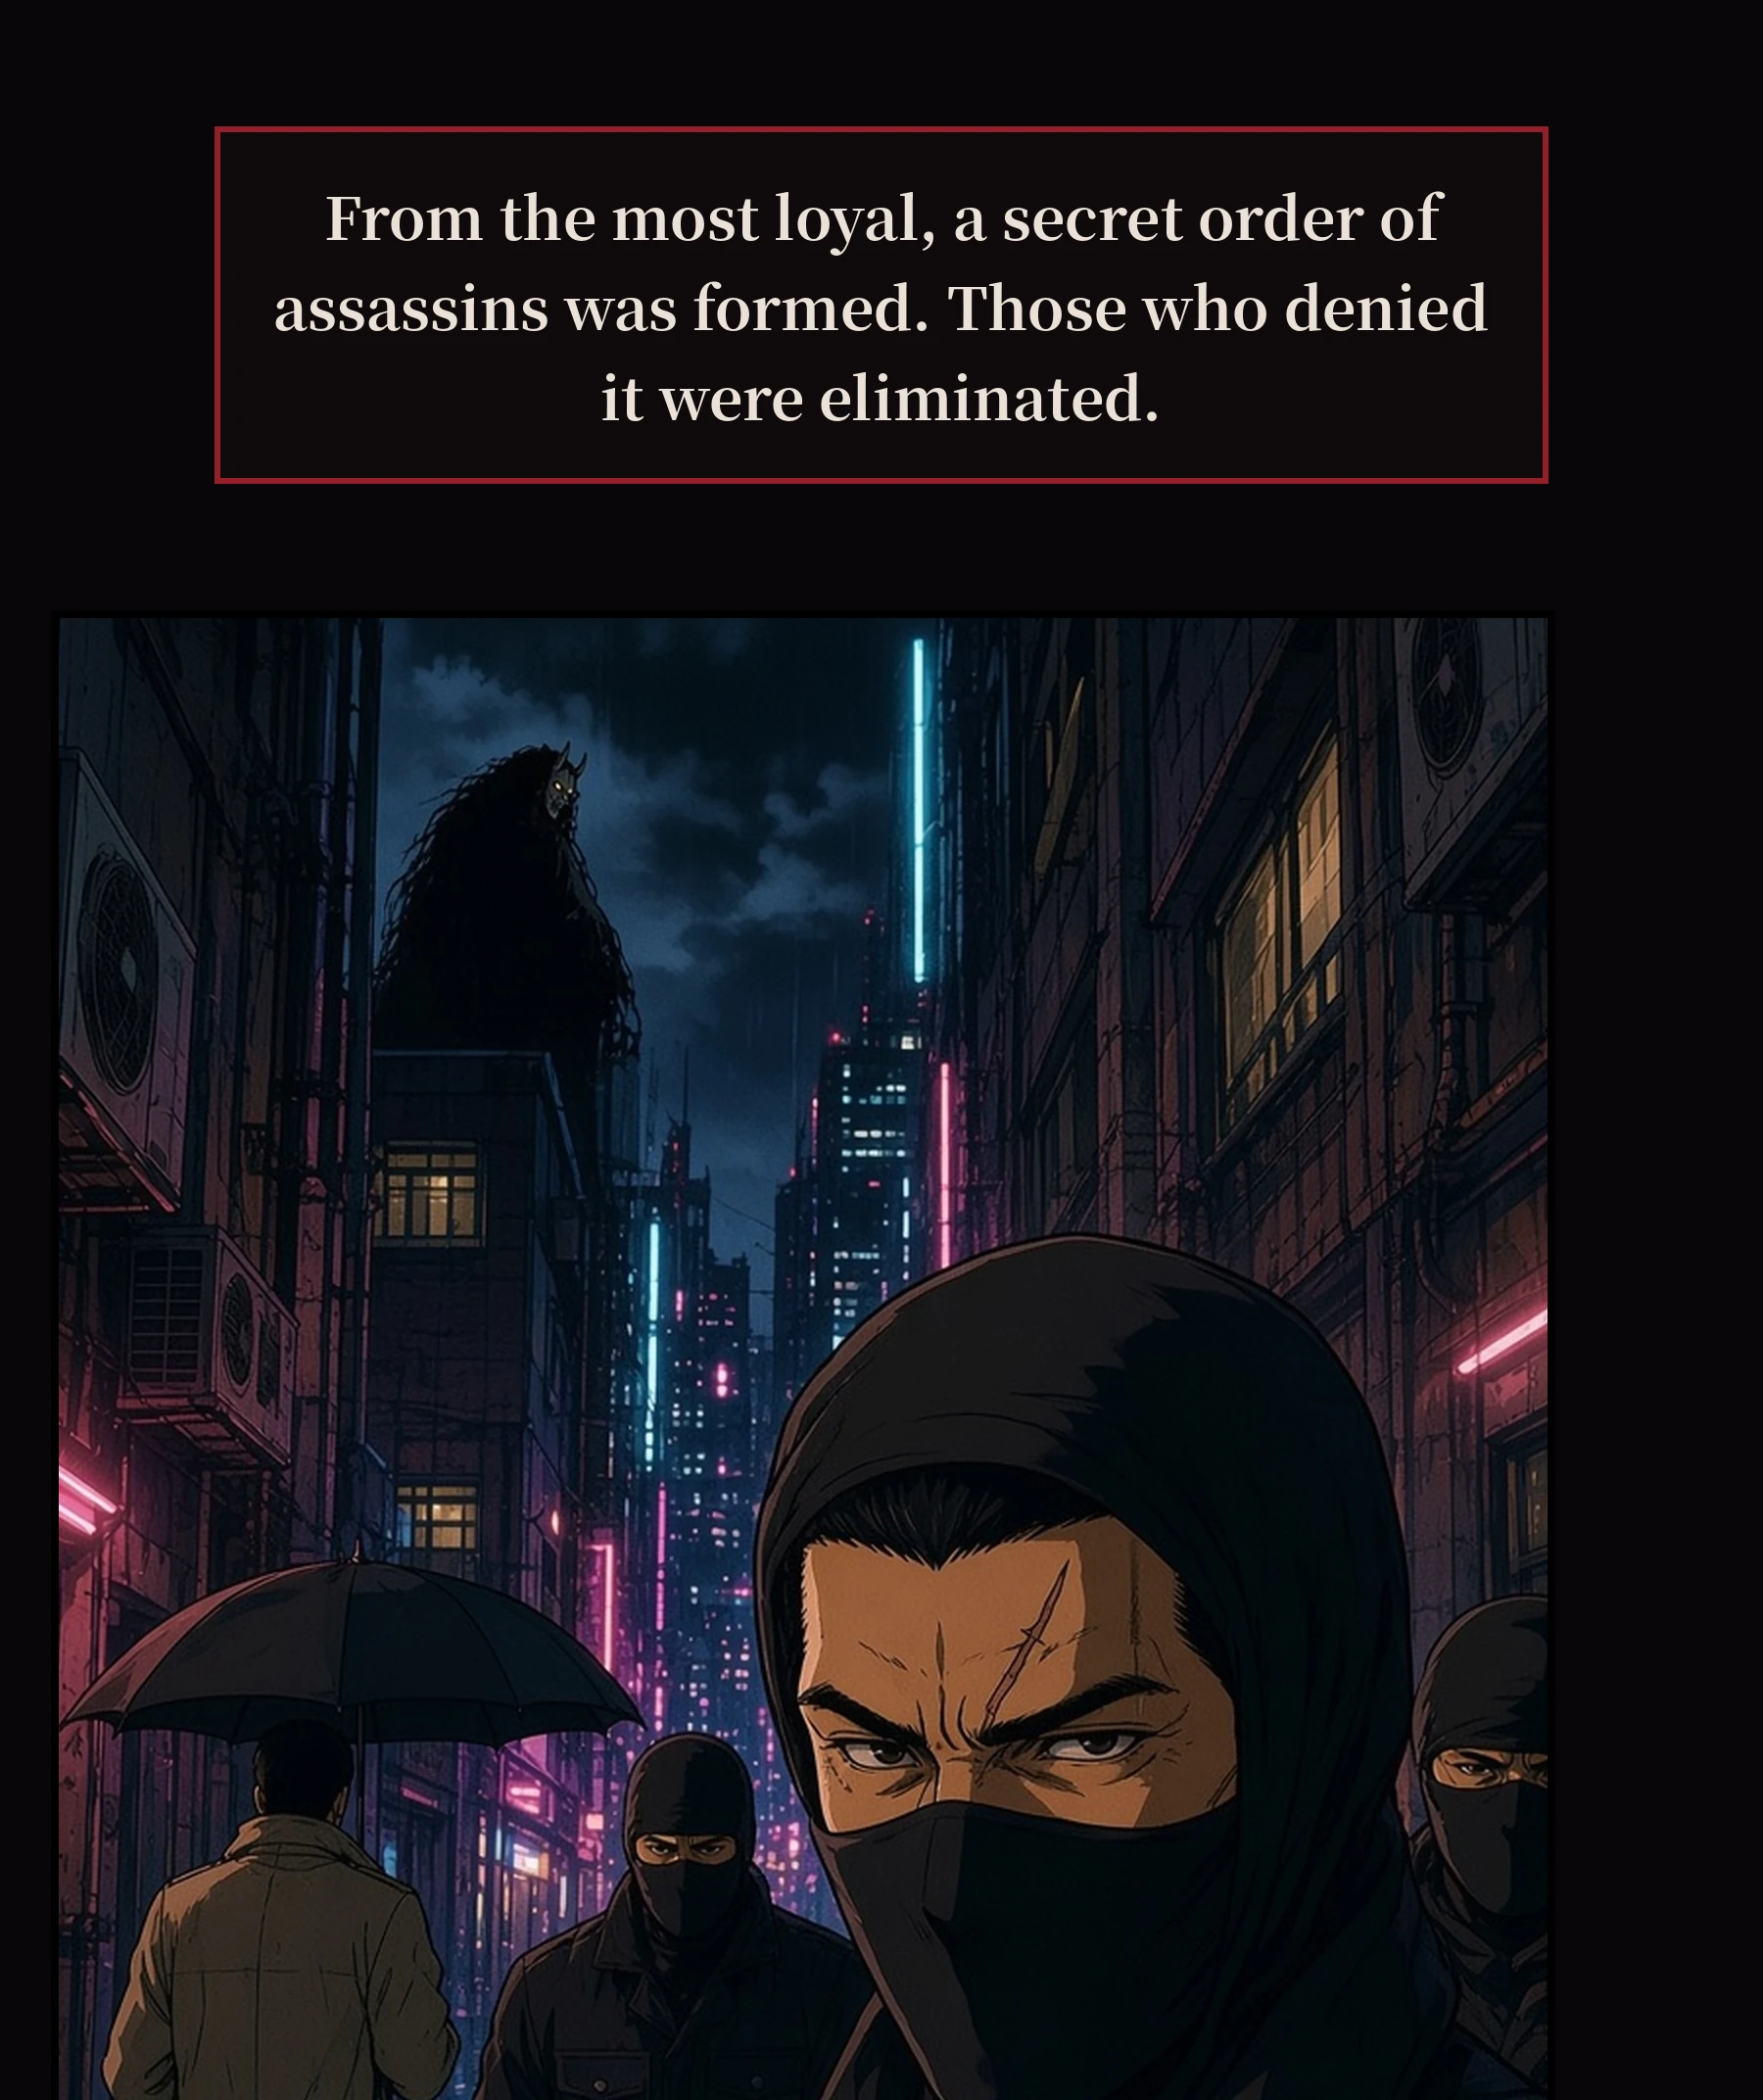 From the most loyal, a secret order of
assassins was formed. Those who denied
it were eliminated.